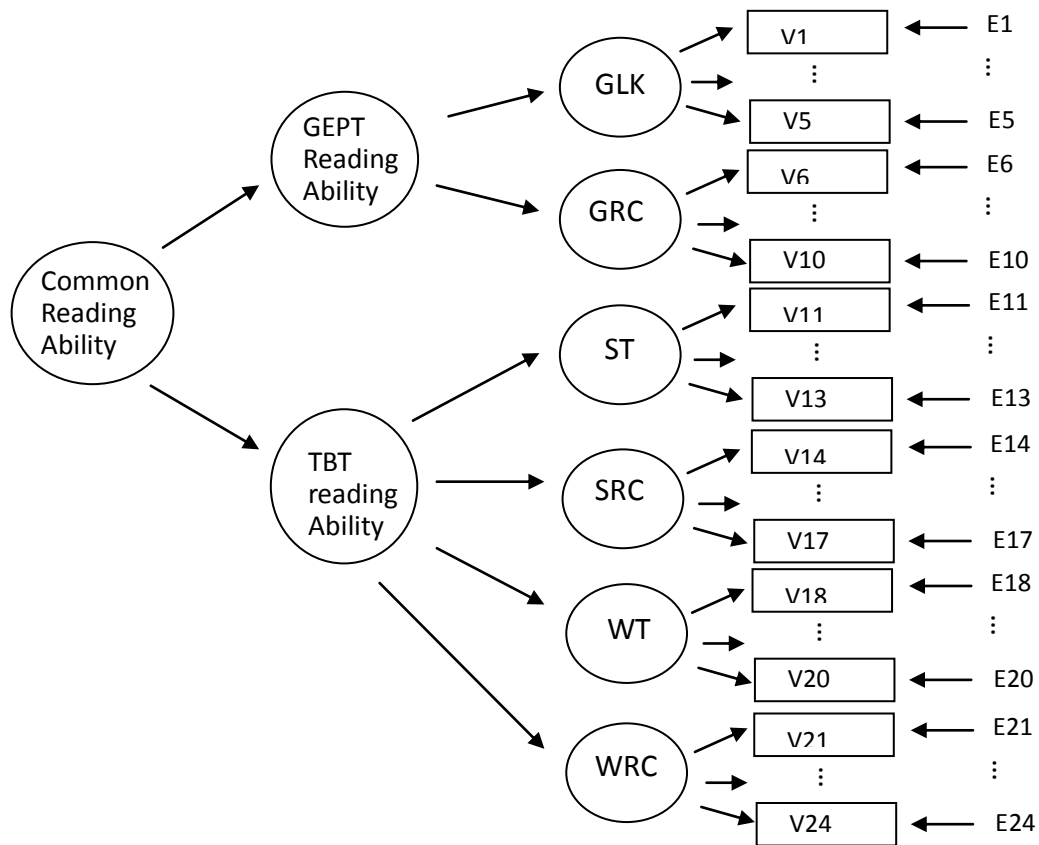 V1
E1
⋮
⋮
GLK
V5
E5
GEPT
Reading
Ability
V6
E6
⋮
⋮
GRC
V10
E10
Common
Reading
Ability
V11
E11
⋮
⋮
ST
V13
E13
TBT
reading
Ability
V14
E14
⋮
⋮
SRC
V17
E17
V18
E18
⋮
⋮
WT
V20
E20
V21
E21
⋮
⋮
WRC
V24
E24